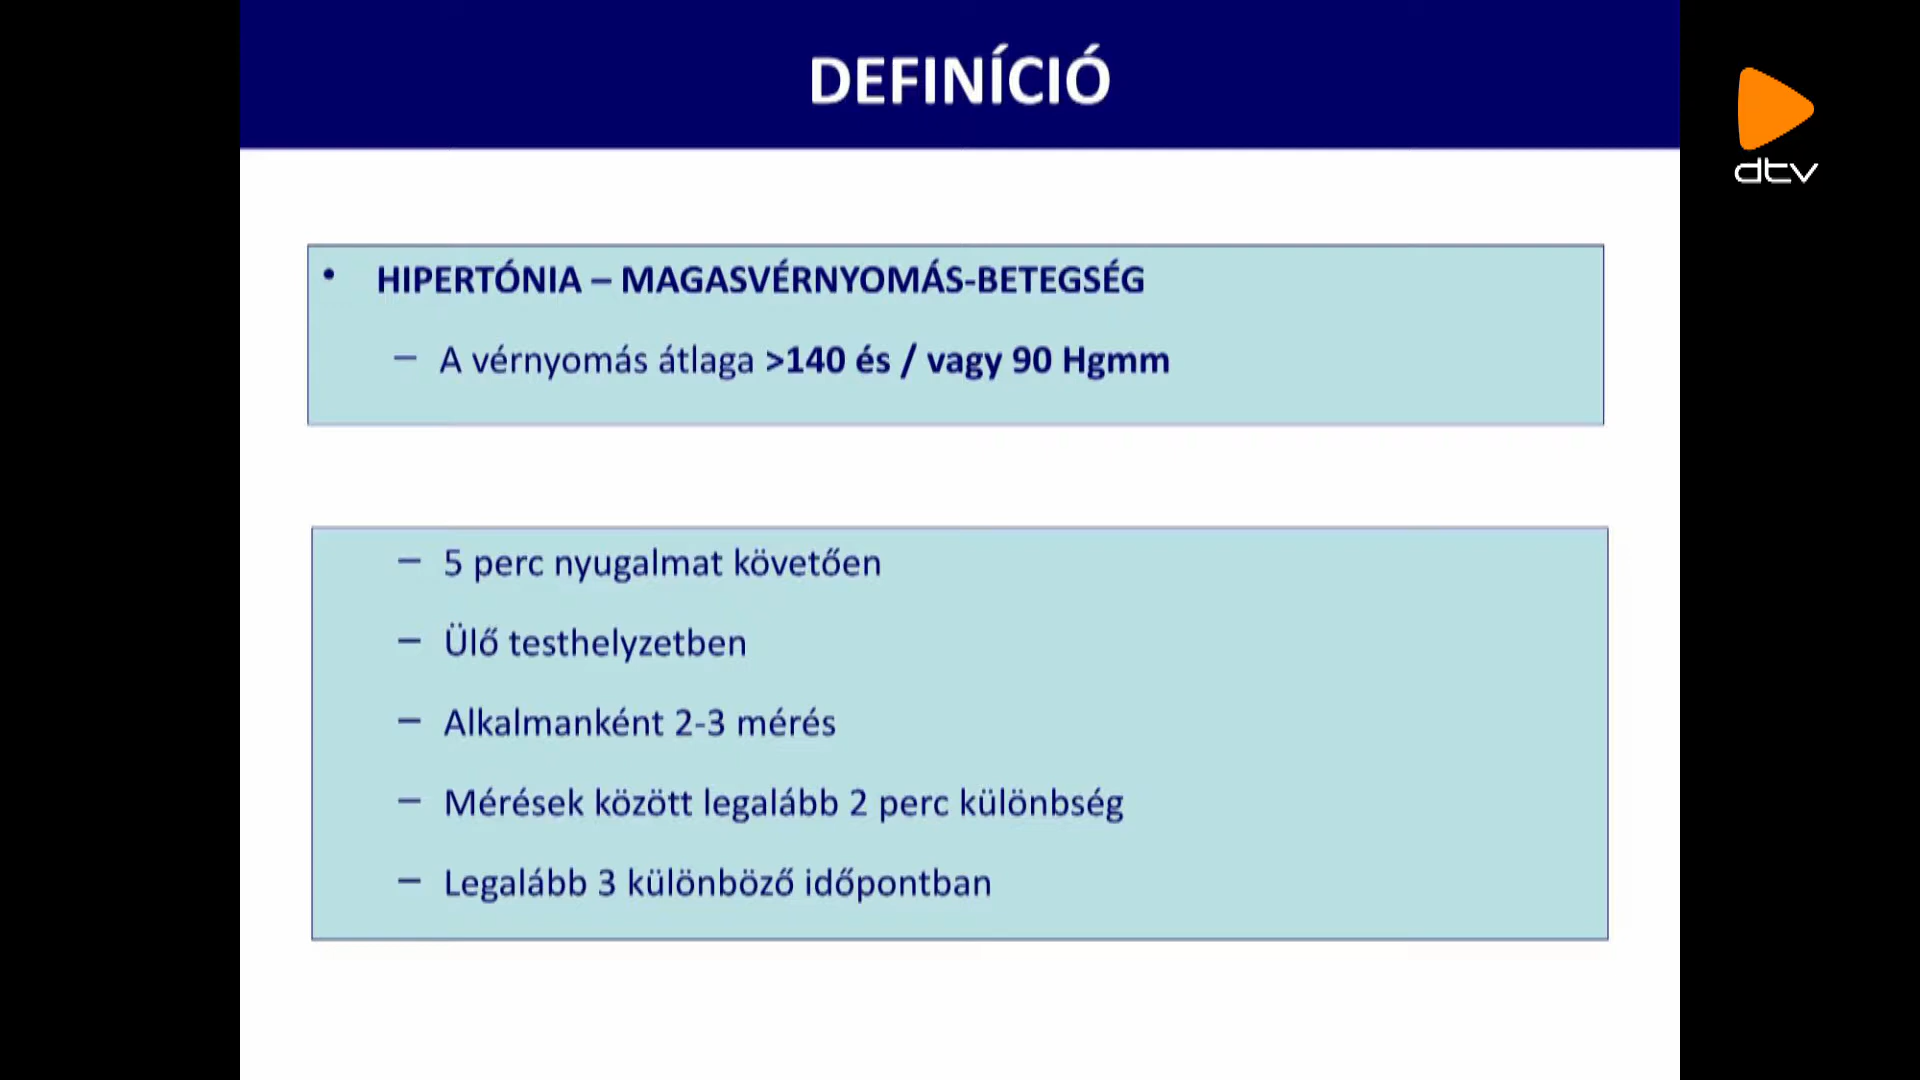 DEFINÍCIÓ
dtv
• HIPERTÓNIA – MAGASVÉRNYOMÁS-BETEGSÉG
– A vérnyomás átlaga >140 és / vagy 90 Hgmm
– 5 perc nyugalmat követően
– Ülő testhelyzetben
– Alkalmanként 2-3 mérés
– Mérések között legalább 2 perc különbség
– Legalább 3 különböző időpontban